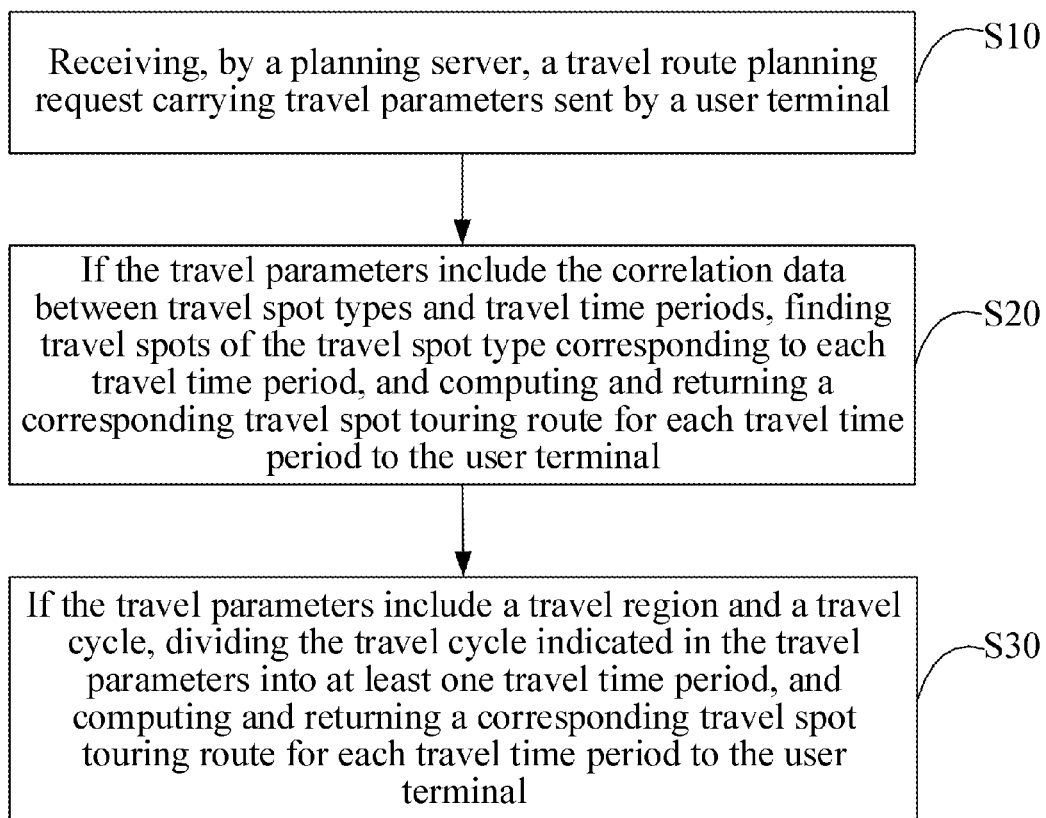 Receiving, by a planning server, a travel route planning
request carrying travel parameters sent by a user terminal
S10
If the travel parameters include the correlation data
between travel spot types and travel time periods, finding
travel spots of the travel spot type corresponding to each
travel time period, and computing and returning a
corresponding travel spot touring route for each travel time
period to the user terminal
S20
If the travel parameters include a travel region and a travel
cycle, dividing the travel cycle indicated in the travel
parameters into at least one travel time period, and
computing and returning a corresponding travel spot
touring route for each travel time period to the user
terminal
S30